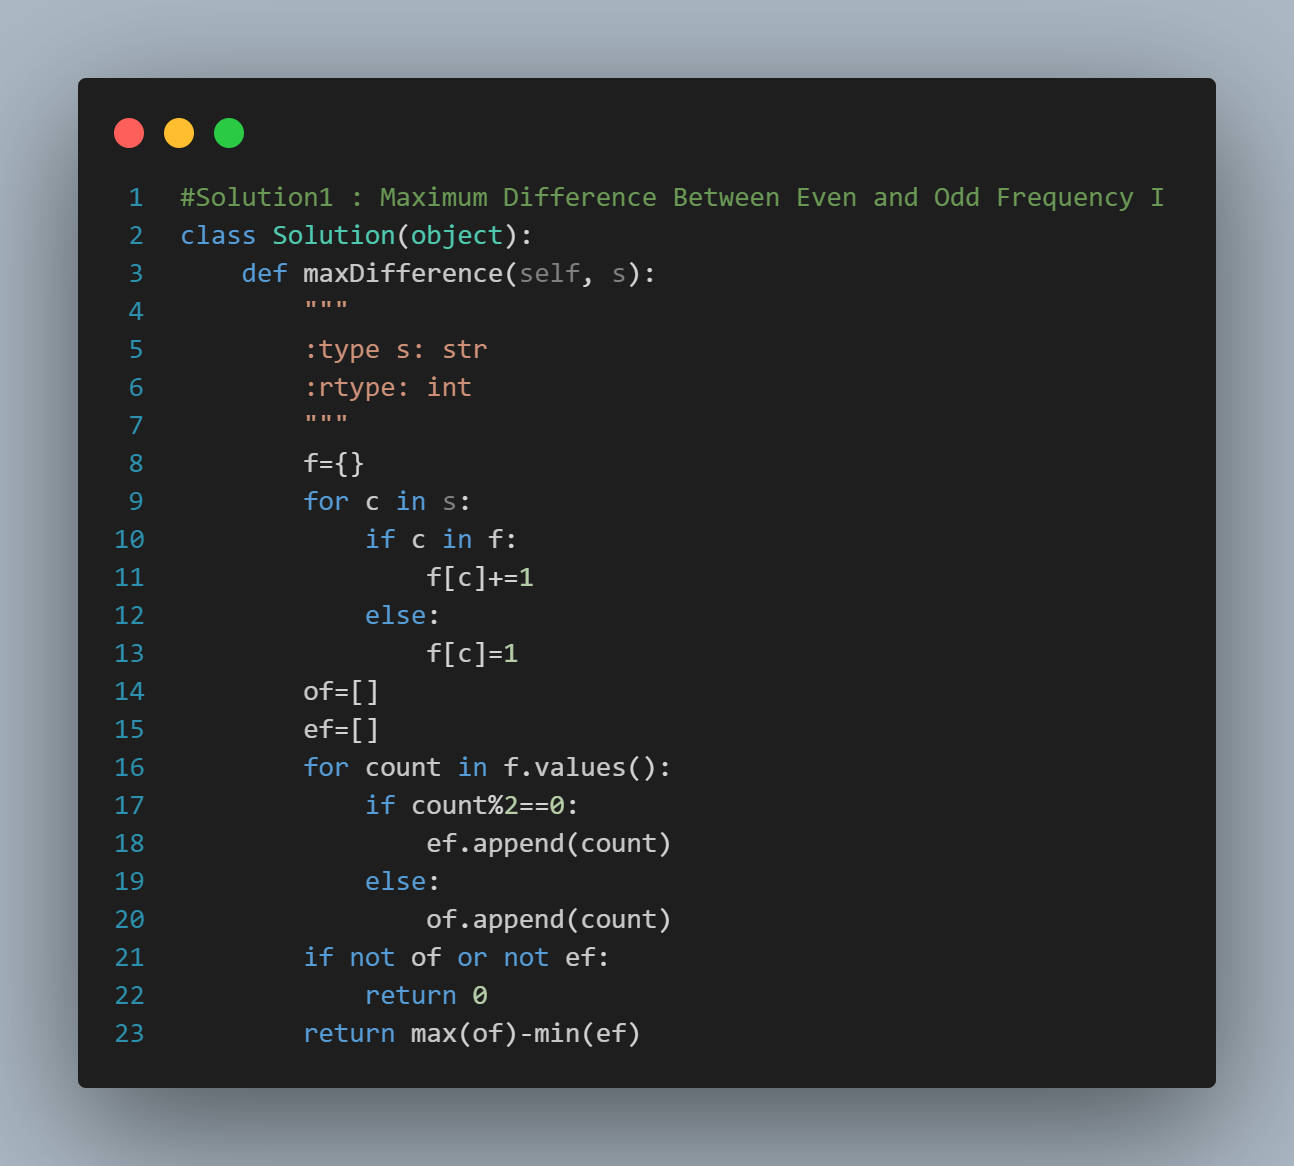 1 #Solution1 : Maximum Difference Between Even and Odd Frequency I
2 class Solution(object):
3     def maxDifference(self, s):
4         """
5         :type s: str
6         :rtype: int
7         """
8         f={}
9         for c in s:
10             if c in f:
11                 f[c]+=1
12             else:
13                 f[c]=1
14         of=[]
15         ef=[]
16         for count in f.values():
17             if count%2==0:
18                 ef.append(count)
19             else:
20                 of.append(count)
21         if not of or not ef:
22             return 0
23         return max(of)-min(ef)